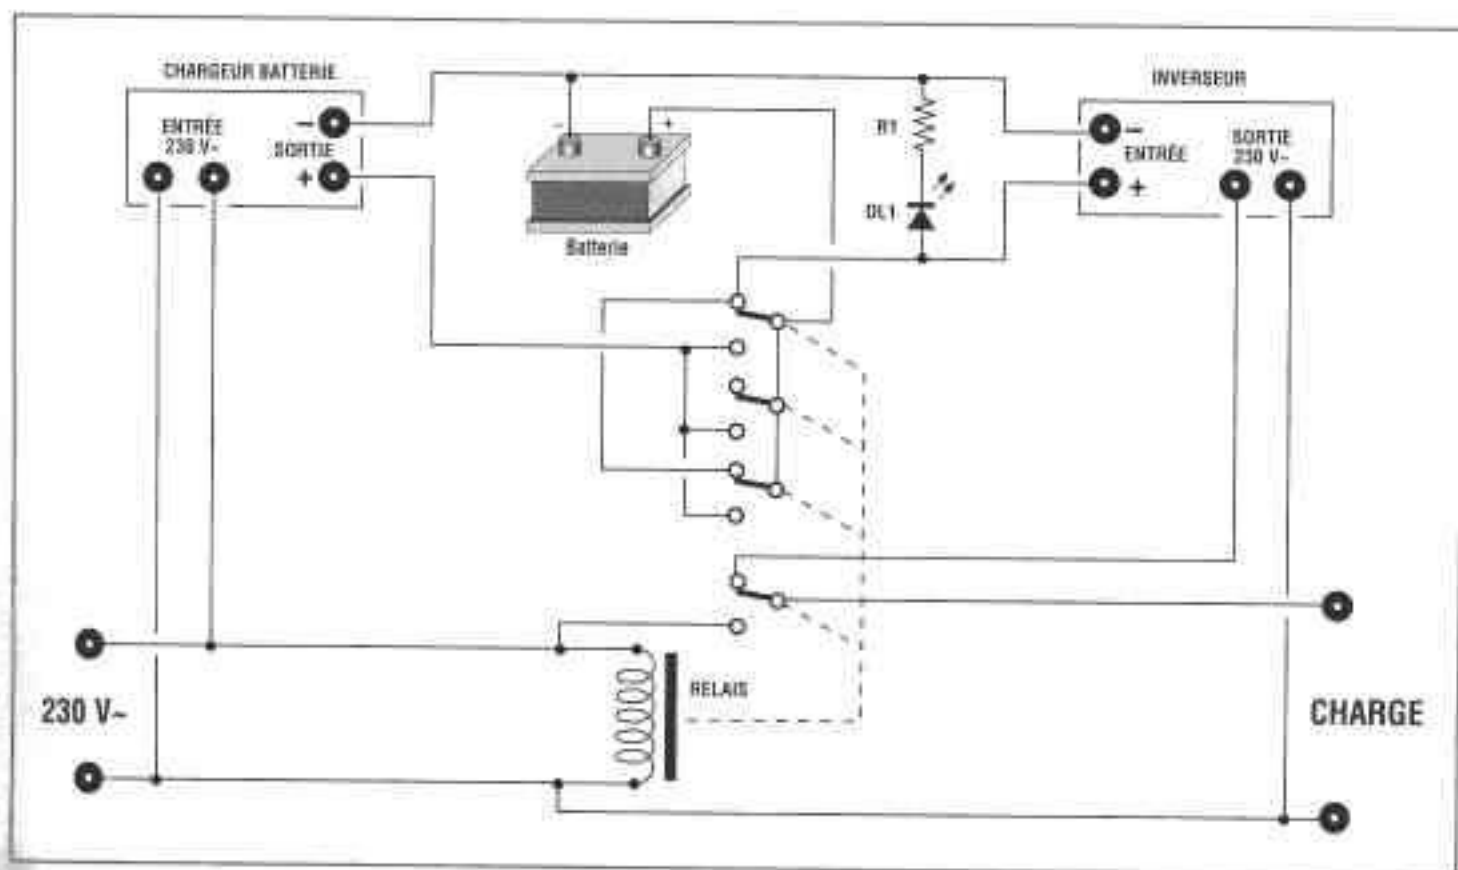 CHARGEUR BATTERIE
ENTRÉE
230 V~
SORTIE
-
+
-
+
Batterie
R1
DL1
INVERSEUR
-
+
ENTRÉE
SORTIE
230 V~
RELAIS
230 V~
CHARGE